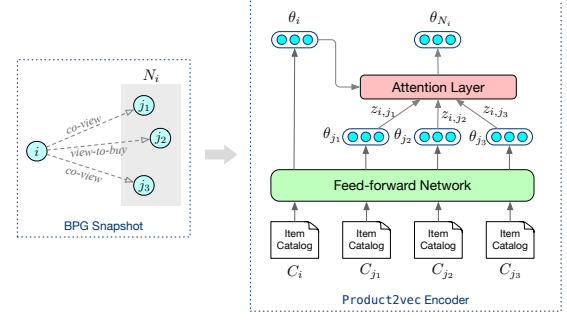 N_i
j_1
j_2
j_3
i
co-view
view-to-buy
co-view
BPG Snapshot
θ_i
θ_{N_i}
Attention Layer
z_{i,j_1}
z_{i,j_2}
z_{i,j_3}
θ_{j_1}
θ_{j_2}
θ_{j_3}
Feed-forward Network
Item
Catalog
Item
Catalog
Item
Catalog
Item
Catalog
C_i
C_{j_1}
C_{j_2}
C_{j_3}
Product2vec Encoder